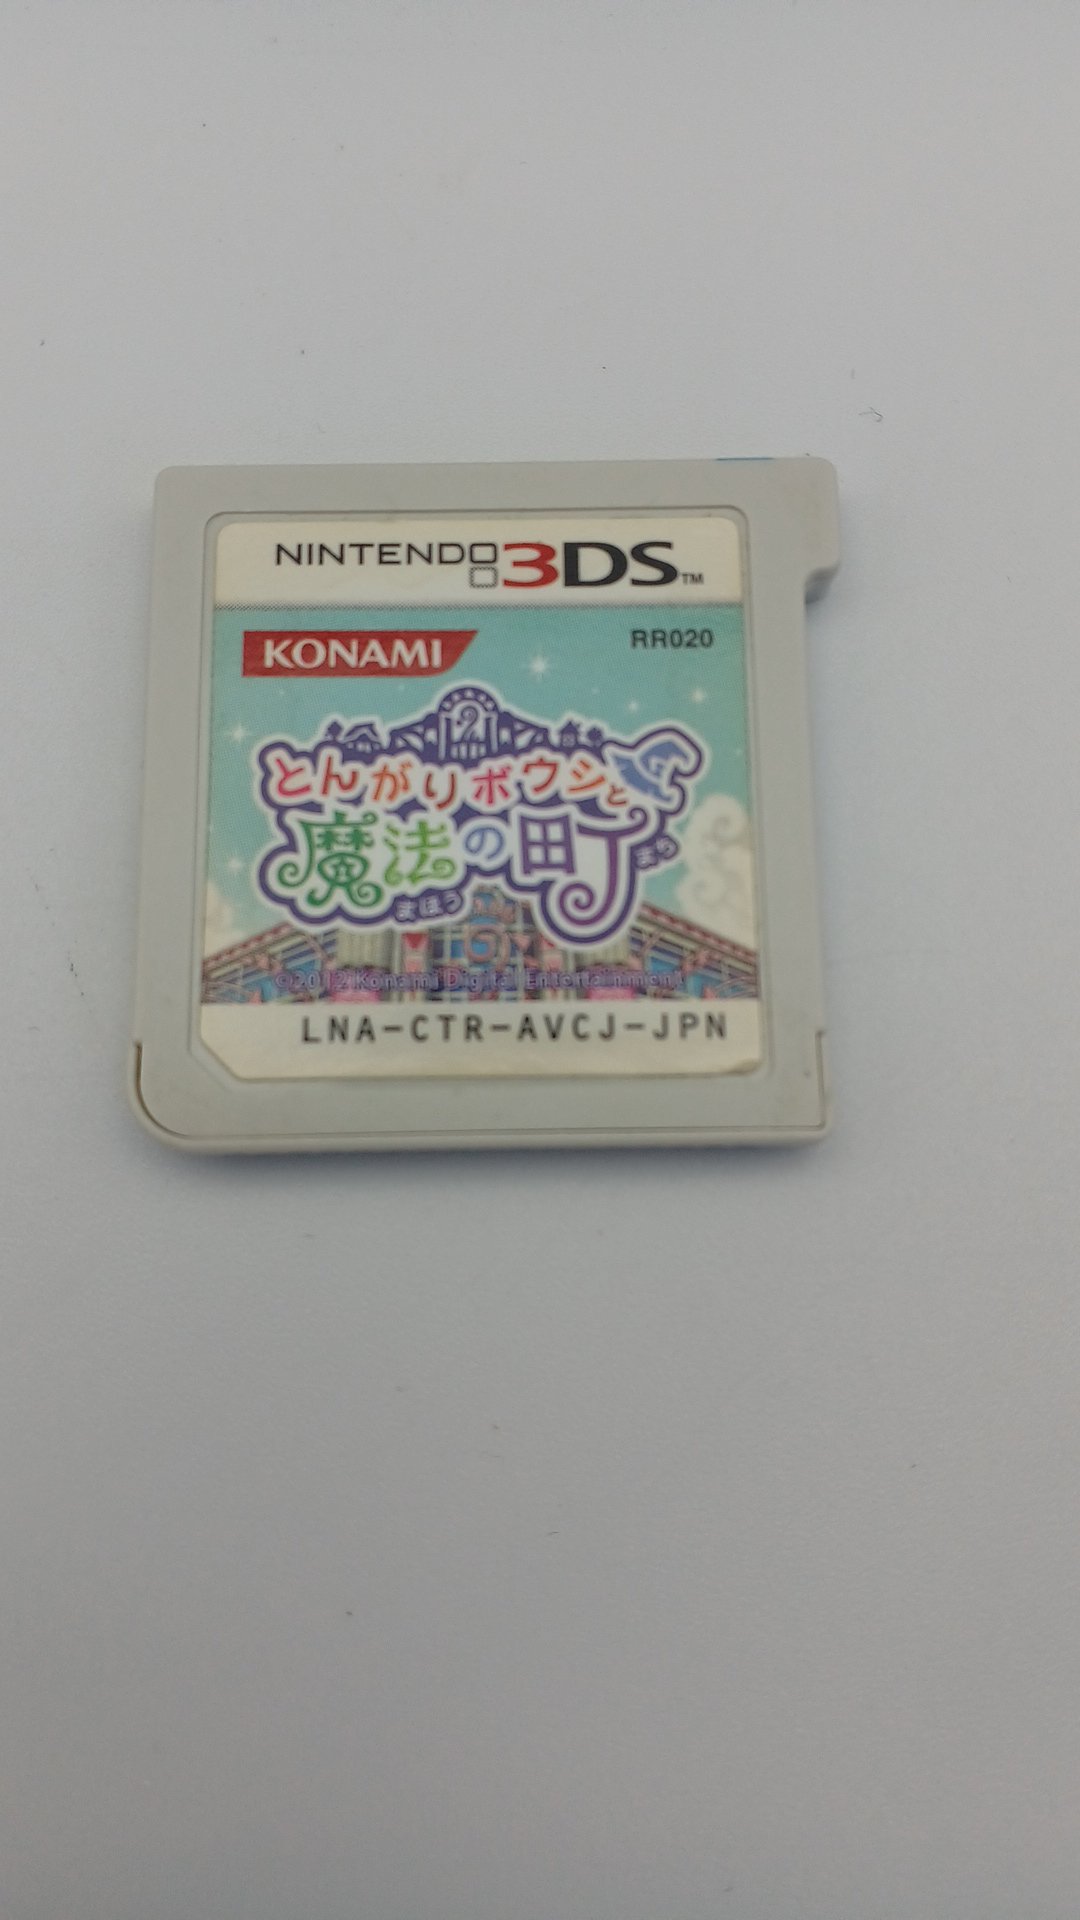 NINTENDO 3DS™
KONAMI
RR020
とんがりボウシと
魔法の町
まほう
まち
©2012 Konami Digital Entertainment
LNA-CTR-AVCJ-JPN